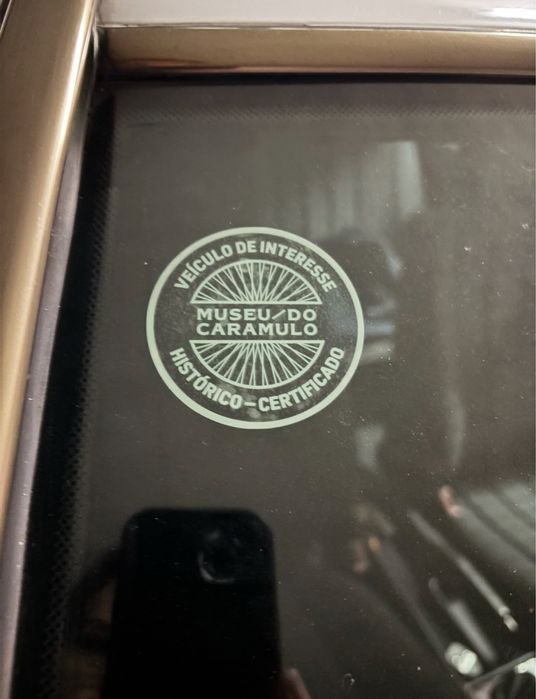 VEÍCULO DE INTERESSE
MUSEU/DO
CARAMULO
HISTÓRICO-CERTIFICADO